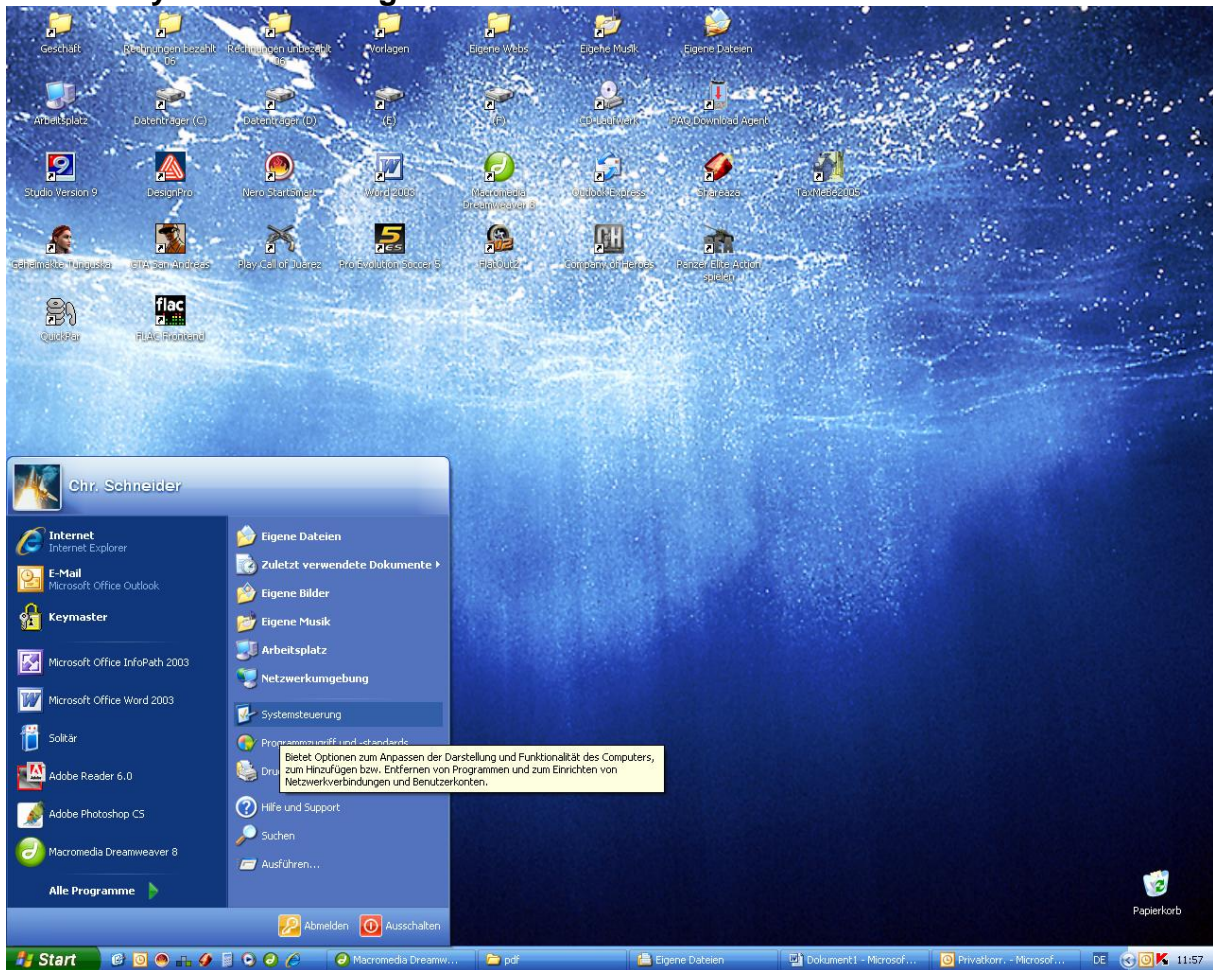 Geschäft
Rechnungen bezahlt 06
Rechnungen unbezahlt 06
Vorlagen
Eigene Webs
Eigene Musik
Eigene Dateien
Arbeitsplatz
Datenträger (C)
Datenträger (D)
(E)
(F)
CD-Laufwerk
PAQ Download Agent
Studio Version 9
DesignPro
Nero StartSmart
Word 2003
Macromedia
Dreamweaver 8
Outlook Express
Shareaza
TaxMeBe2005
Geheimakte Tunguska
GTA San Andreas
Play Call of Juarez
Pro Evolution Soccer 5
FlatOut2
Company of Heroes
Panzer Elite Action
spielen
flac
QuickPar
FLAC Frontend
Chr. Schneider
Internet
Internet Explorer
E-Mail
Microsoft Office Outlook
Keymaster
Microsoft Office InfoPath 2003
Microsoft Office Word 2003
Solitär
Adobe Reader 6.0
Adobe Photoshop CS
Macromedia Dreamweaver 8
Alle Programme
Eigene Dateien
Zuletzt verwendete Dokumente
Eigene Bilder
Eigene Musik
Arbeitsplatz
Netzwerkumgebung
Systemsteuerung
Programmzugriff und -standards
Dru
Bietet Optionen zum Anpassen der Darstellung und Funktionalität des Computers,
zum Hinzufügen bzw. Entfernen von Programmen und zum Einrichten von
Netzwerkverbindungen und Benutzerkonten.
Hilfe und Support
Suchen
Ausführen...
Abmelden
Ausschalten
Papierkorb
Start
Macromedia Dreamw...
pdf
Eigene Dateien
Dokument1 - Microsof...
Privatkorr. - Microsof...
DE
11:57